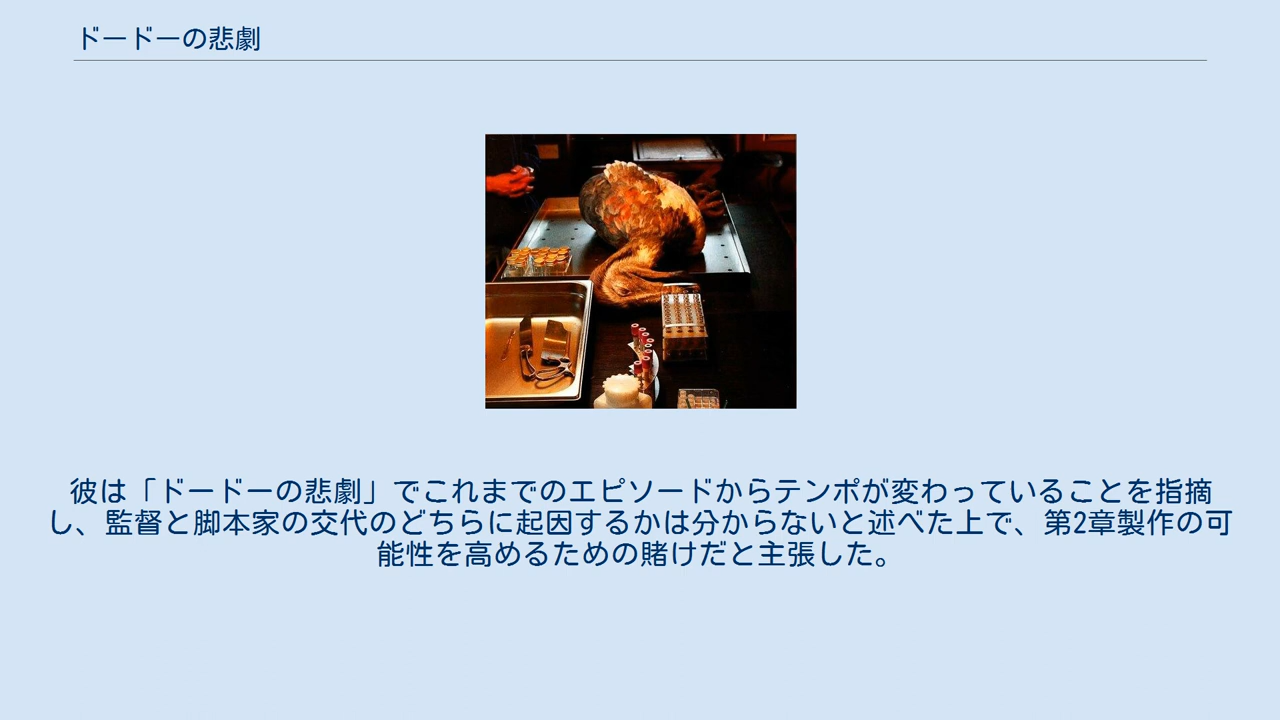 ドードーの悲劇
彼は「ドードーの悲劇」でこれまでのエピソードからテンポが変わっていることを指摘
し、監督と脚本家の交代のどちらに起因するかは分からないと述べた上で、第2章製作の可
能性を高めるための賭けだと主張した。